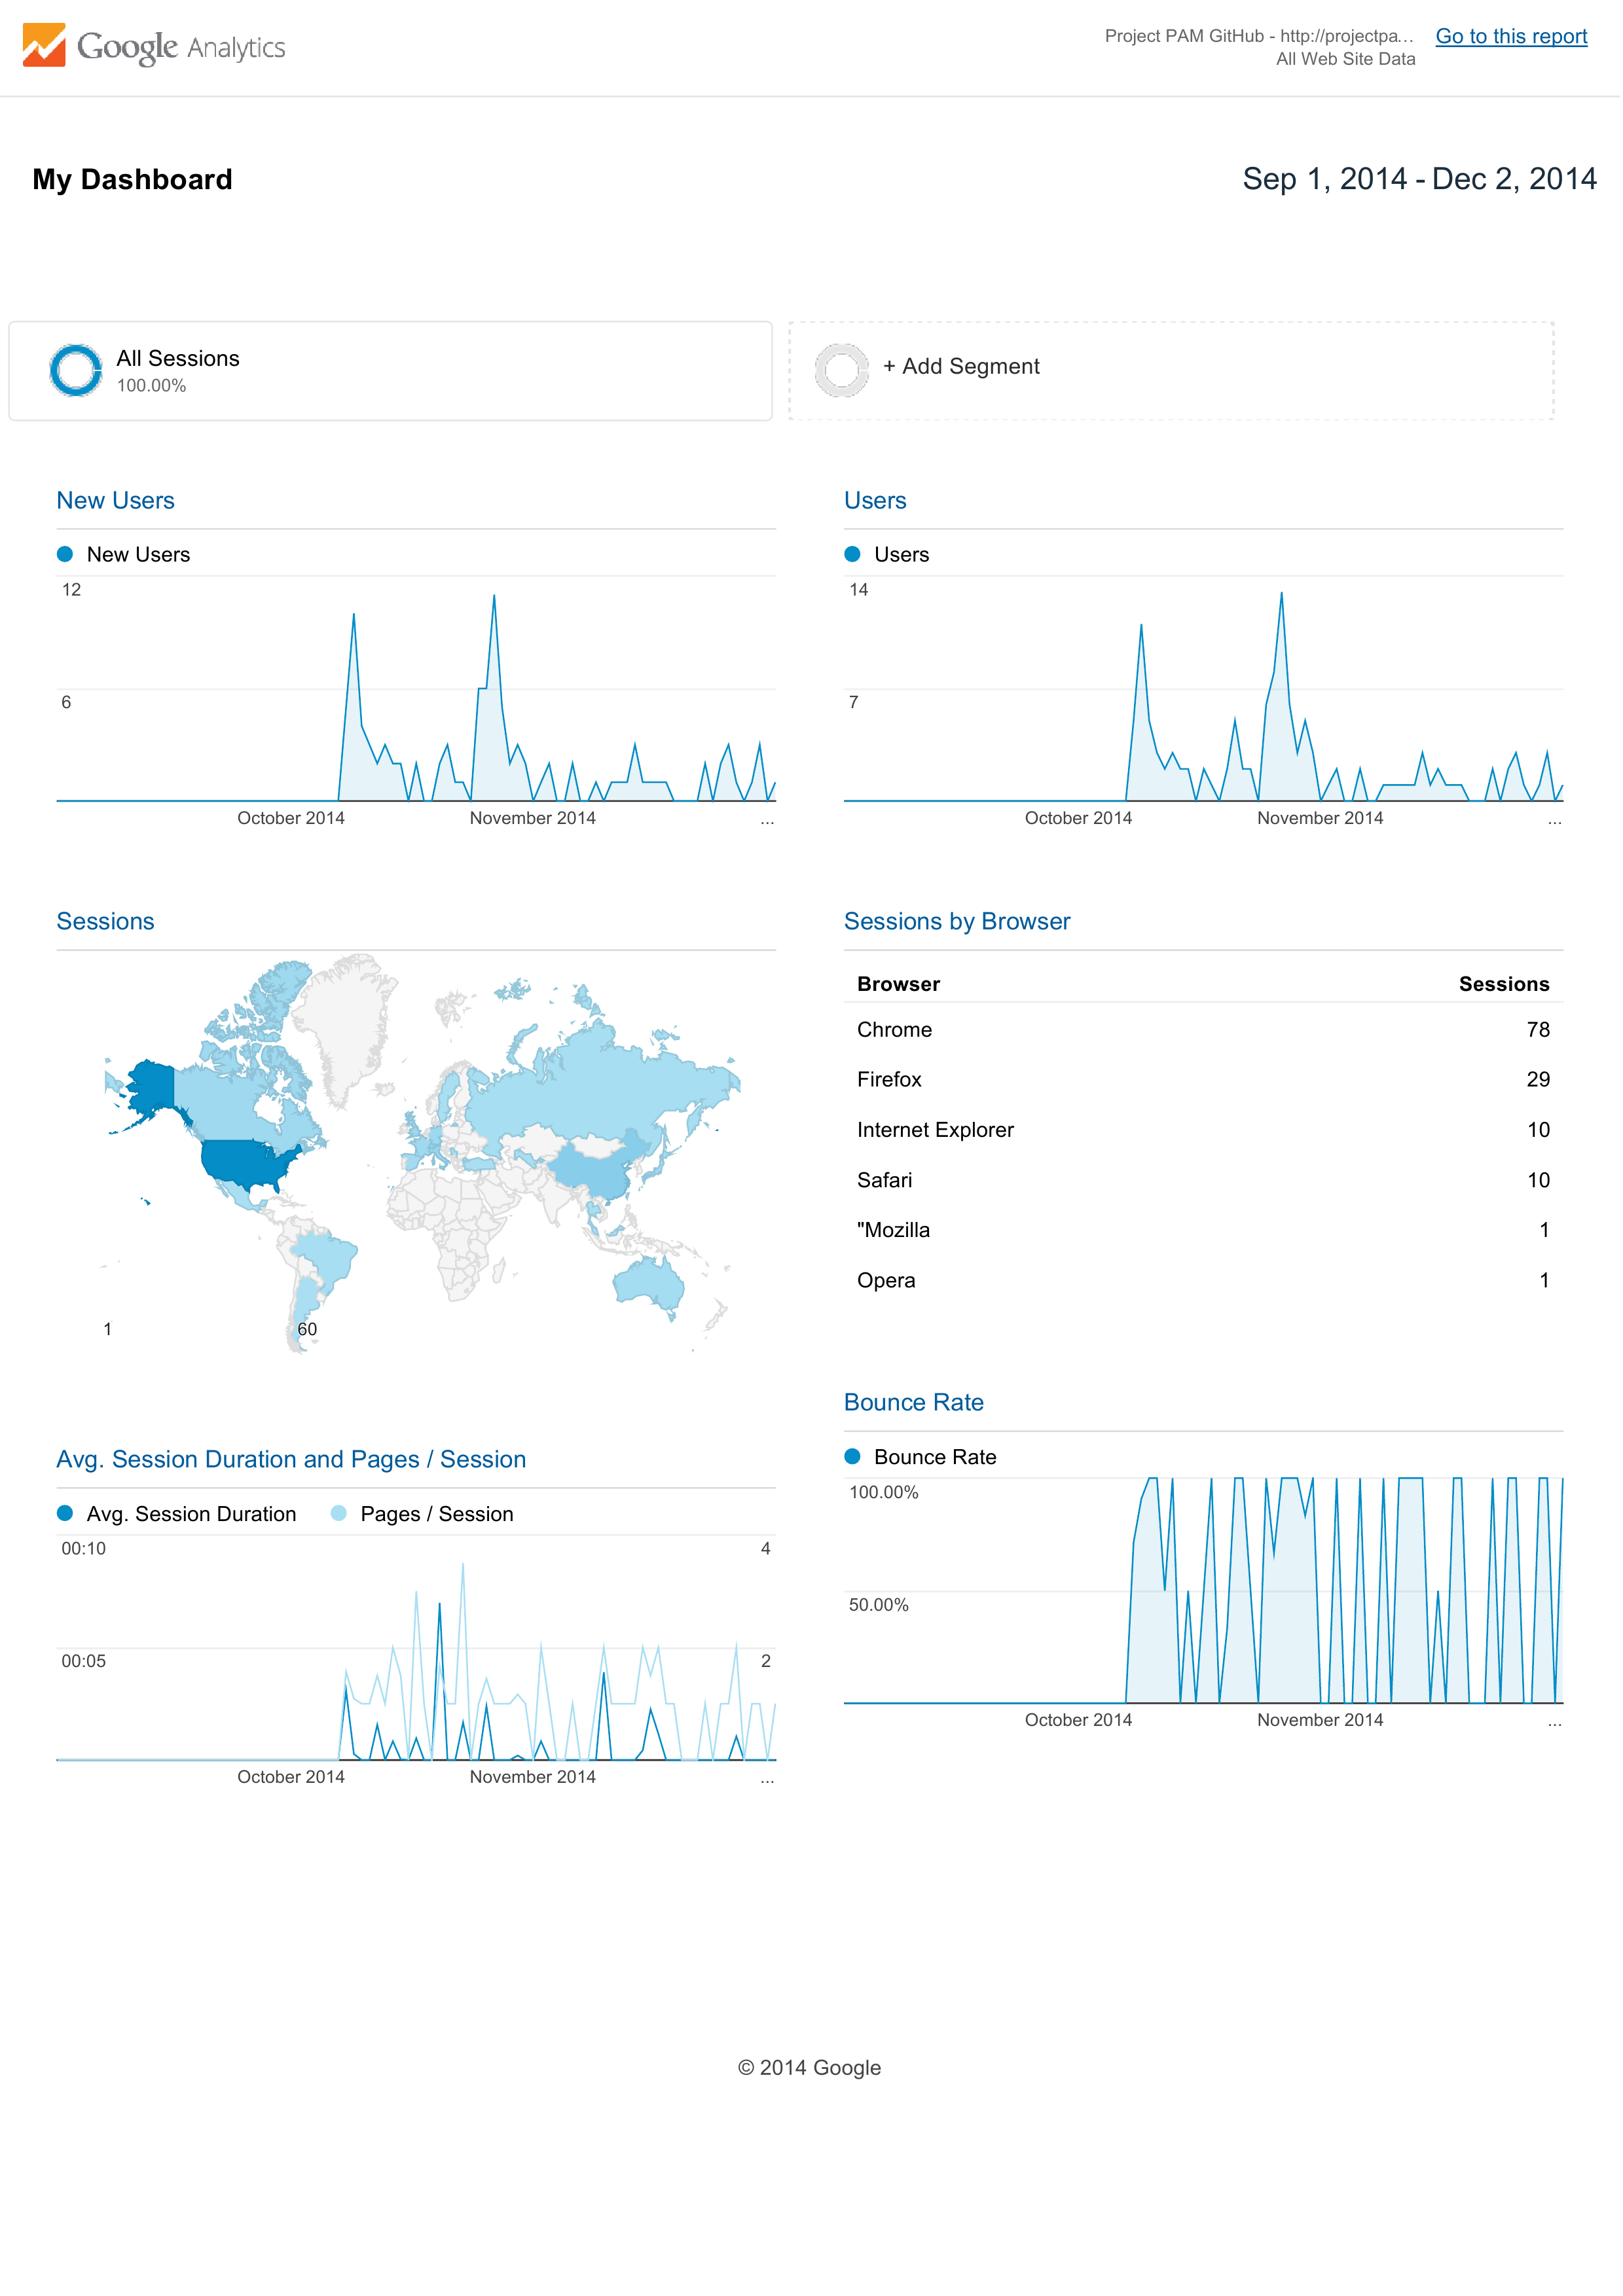 Google Analytics
Project PAM GitHub - http://projectpa...
All Web Site Data
Go to this report
My Dashboard
Sep 1, 2014 - Dec 2, 2014
All Sessions
100.00%
+ Add Segment
New Users
New Users
12
6
October 2014
November 2014
...
Users
Users
14
7
October 2014
November 2014
...
Sessions
1
60
Sessions by Browser
Browser Sessions
Chrome 78
Firefox 29
Internet Explorer 10
Safari 10
"Mozilla 1
Opera 1
Avg. Session Duration and Pages / Session
Avg. Session Duration Pages / Session
00:10 4
00:05 2
October 2014
November 2014
...
Bounce Rate
Bounce Rate
100.00%
50.00%
October 2014
November 2014
...
© 2014 Google